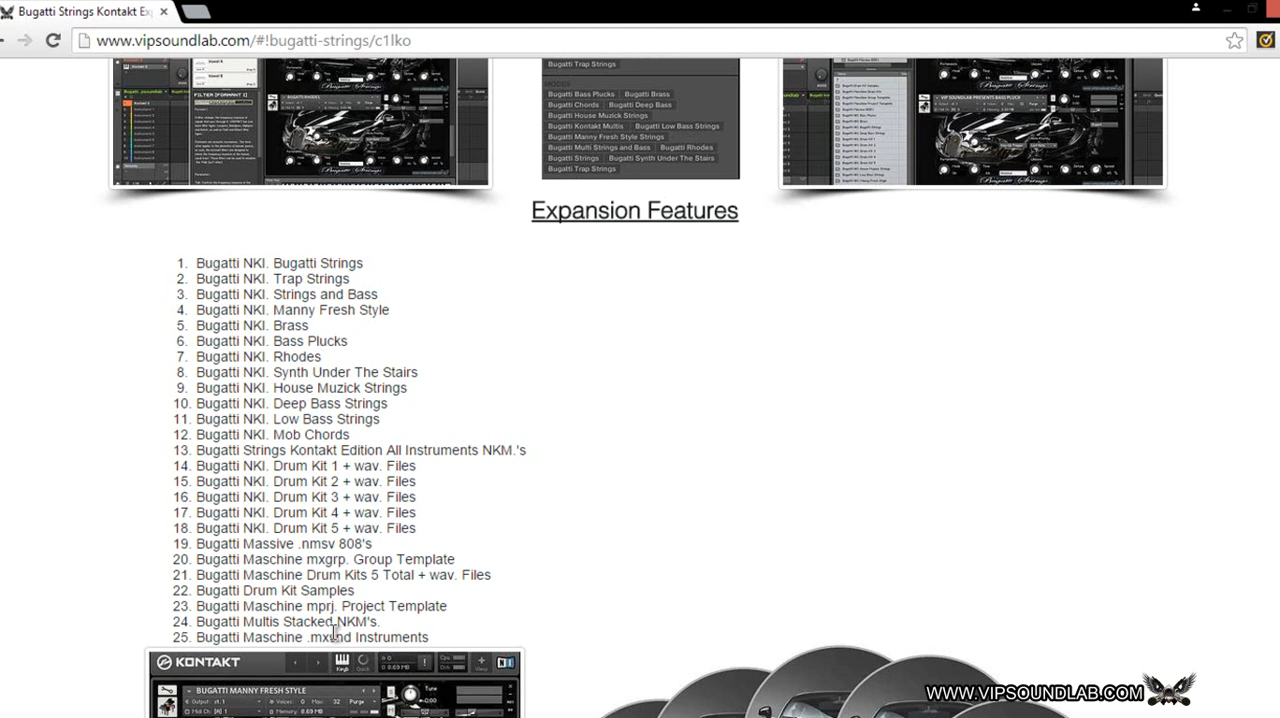 Bugatti Strings Kontakt Ex
www.vipsoundlab.com/#!bugatti-strings/c1lko
Bugatti Trap Strings
Bugatti Bass Plucks Bugatti Brass
Bugatti Chords Bugatti Deep Bass
Bugatti House Muzick Strings
Bugatti Kontakt Multis Bugatti Low Bass Strings
Bugatti Manny Fresh Style Strings
Bugatti Multi Strings and Bass Bugatti Rhodes
Bugatti Strings Bugatti Synth Under The Stairs
Bugatti Trap Strings
Expansion Features
1. Bugatti NKI. Bugatti Strings
2. Bugatti NKI. Trap Strings
3. Bugatti NKI. Strings and Bass
4. Bugatti NKI. Manny Fresh Style
5. Bugatti NKI. Brass
6. Bugatti NKI. Bass Plucks
7. Bugatti NKI. Rhodes
8. Bugatti NKI. Synth Under The Stairs
9. Bugatti NKI. House Muzick Strings
10. Bugatti NKI. Deep Bass Strings
11. Bugatti NKI. Low Bass Strings
12. Bugatti NKI. Mob Chords
13. Bugatti Strings Kontakt Edition All Instruments NKM.'s
14. Bugatti NKI. Drum Kit 1 + wav. Files
15. Bugatti NKI. Drum Kit 2 + wav. Files
16. Bugatti NKI. Drum Kit 3 + wav. Files
17. Bugatti NKI. Drum Kit 4 + wav. Files
18. Bugatti NKI. Drum Kit 5 + wav. Files
19. Bugatti Massive .nmsv 808's
20. Bugatti Maschine mxgrp. Group Template
21. Bugatti Maschine Drum Kits 5 Total + wav. Files
22. Bugatti Drum Kit Samples
23. Bugatti Maschine mprj. Project Template
24. Bugatti Multis Stacked NKM's.
25. Bugatti Maschine .mxsnd Instruments
KONTAKT
BUGATTI MANNY FRESH STYLE
Tune
WWW.VIPSOUNDLAB.COM